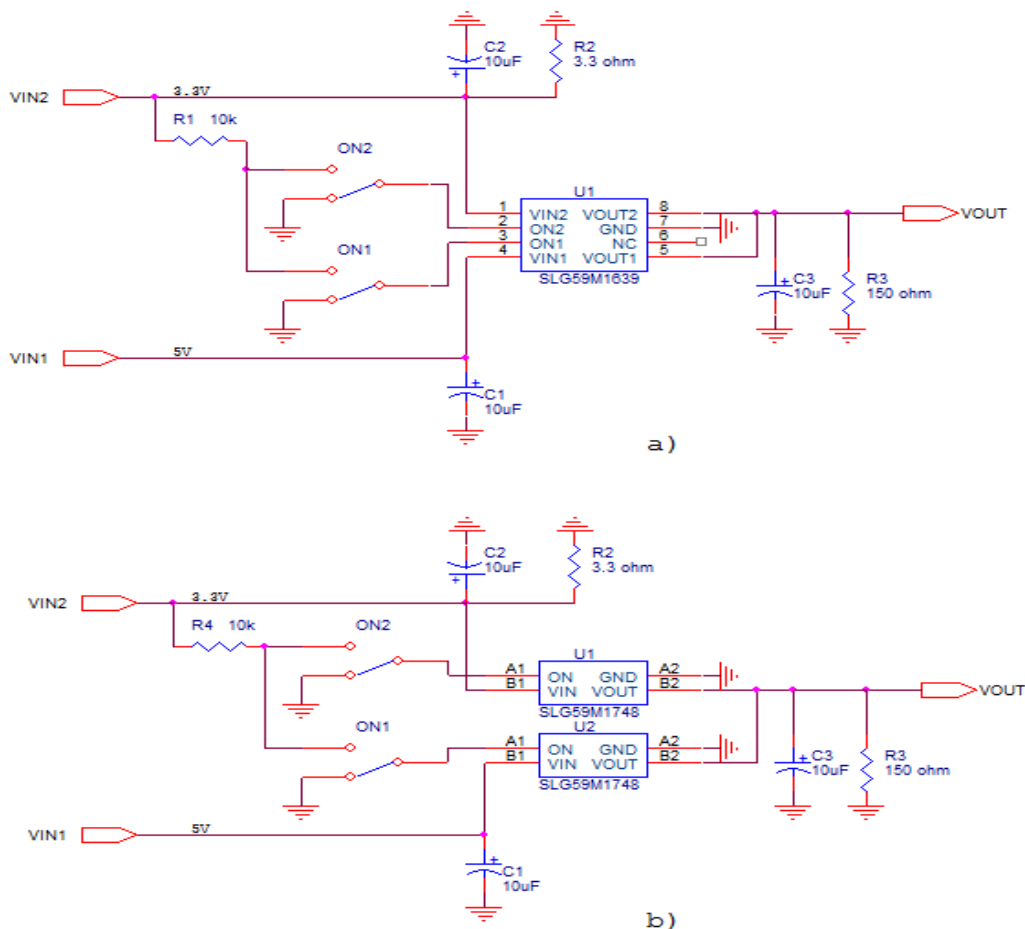 C2
10uF
R2
3.3 ohm
VIN2
3.3V
R1 10k
ON2
U1
1 VIN2 VOUT2 8
2 ON2 GND 7
3 ON1 NC 6
4 VIN1 VOUT1 5
SLG59M1639
VOUT
ON1
C3
10uF
R3
150 ohm
VIN1
5V
C1
10uF
a)
C2
10uF
R2
3.3 ohm
VIN2
3.3V
R4 10k
ON2
U1
A1 ON GND A2
B1 VIN VOUT B2
SLG59M1748
VOUT
ON1
U2
A1 ON GND A2
B1 VIN VOUT B2
SLG59M1748
C3
10uF
R3
150 ohm
VIN1
5V
C1
10uF
b)